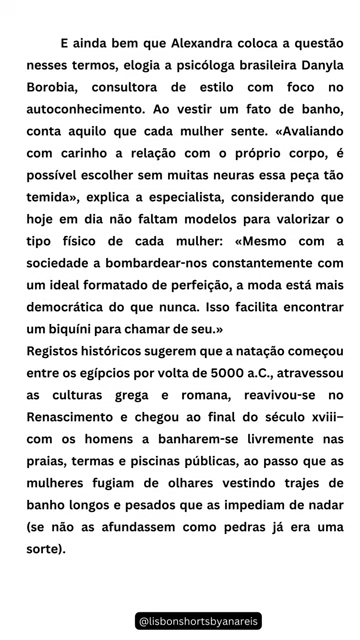 E ainda bem que Alexandra coloca a questão
nesses termos, elogia a psicóloga brasileira Danyla
Borobia, consultora de estilo com foco no
autoconhecimento. Ao vestir um fato de banho,
conta aquilo que cada mulher sente. «Avaliando
com carinho a relação com o próprio corpo, é
possível escolher sem muitas neuras essa peça tão
temida», explica a especialista, considerando que
hoje em dia não faltam modelos para valorizar o
tipo físico de cada mulher: «Mesmo com a
sociedade a bombardear-nos constantemente com
um ideal formatado de perfeição, a moda está mais
democrática do que nunca. Isso facilita encontrar
um biquíni para chamar de seu.»
Registos históricos sugerem que a natação começou
entre os egípcios por volta de 5000 a.C., atravessou
as culturas grega e romana, reavivou-se no
Renascimento e chegou ao final do século xviii–
com os homens a banharem-se livremente nas
praias, termas e piscinas públicas, ao passo que as
mulheres fugiam de olhares vestindo trajes de
banho longos e pesados que as impediam de nadar
(se não as afundassem como pedras já era uma
sorte).
@lisbonshortsbyanareis